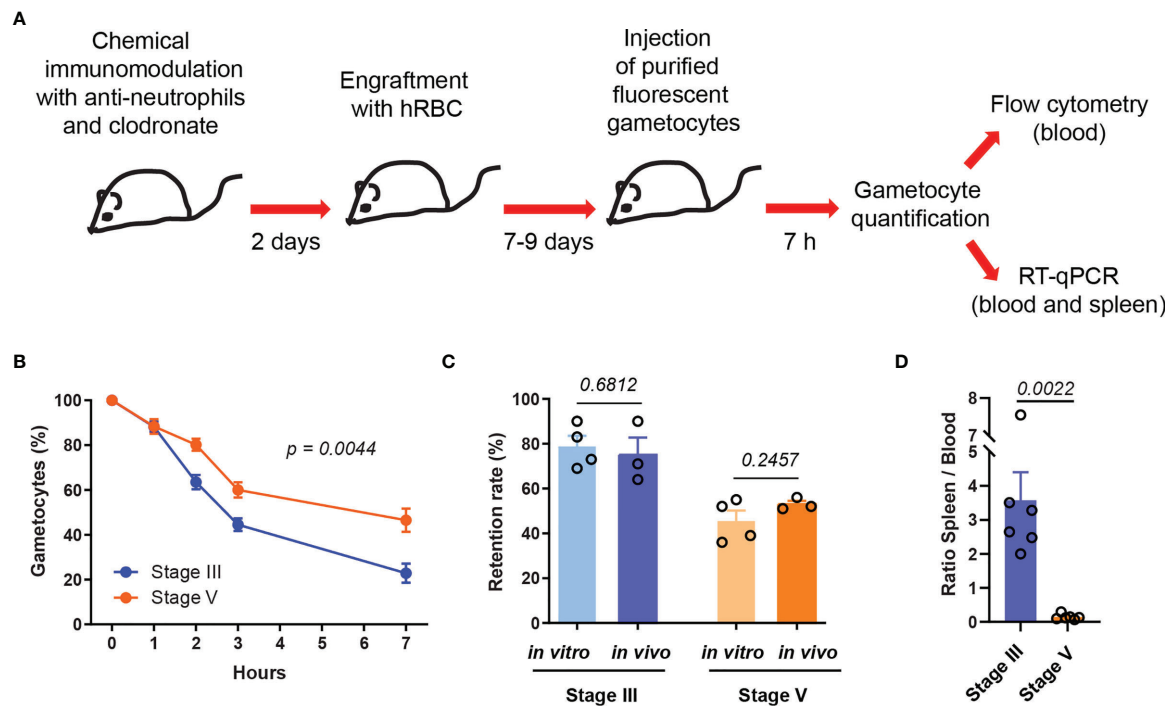 A
Chemical
immunomodulation
with anti-neutrophils
and clodronate
Engraftment
with hRBC
Injection
of purified
fluorescent
gametocytes
Flow cytometry
(blood)
Gametocyte
quantification
2 days
7-9 days
7 h
RT-qPCR
(blood and spleen)
B
Gametocytes (%)
100
80
60
40
20
0
p = 0.0044
Stage III
Stage V
0 1 2 3 4 5 6 7
Hours
C
Retention rate (%)
100
80
60
40
20
0
0.6812
0.2457
in vitro in vivo in vitro in vivo
Stage III Stage V
D
Ratio Spleen / Blood
0.0022
8
7
5
4
3
2
1
0
Stage III
Stage V